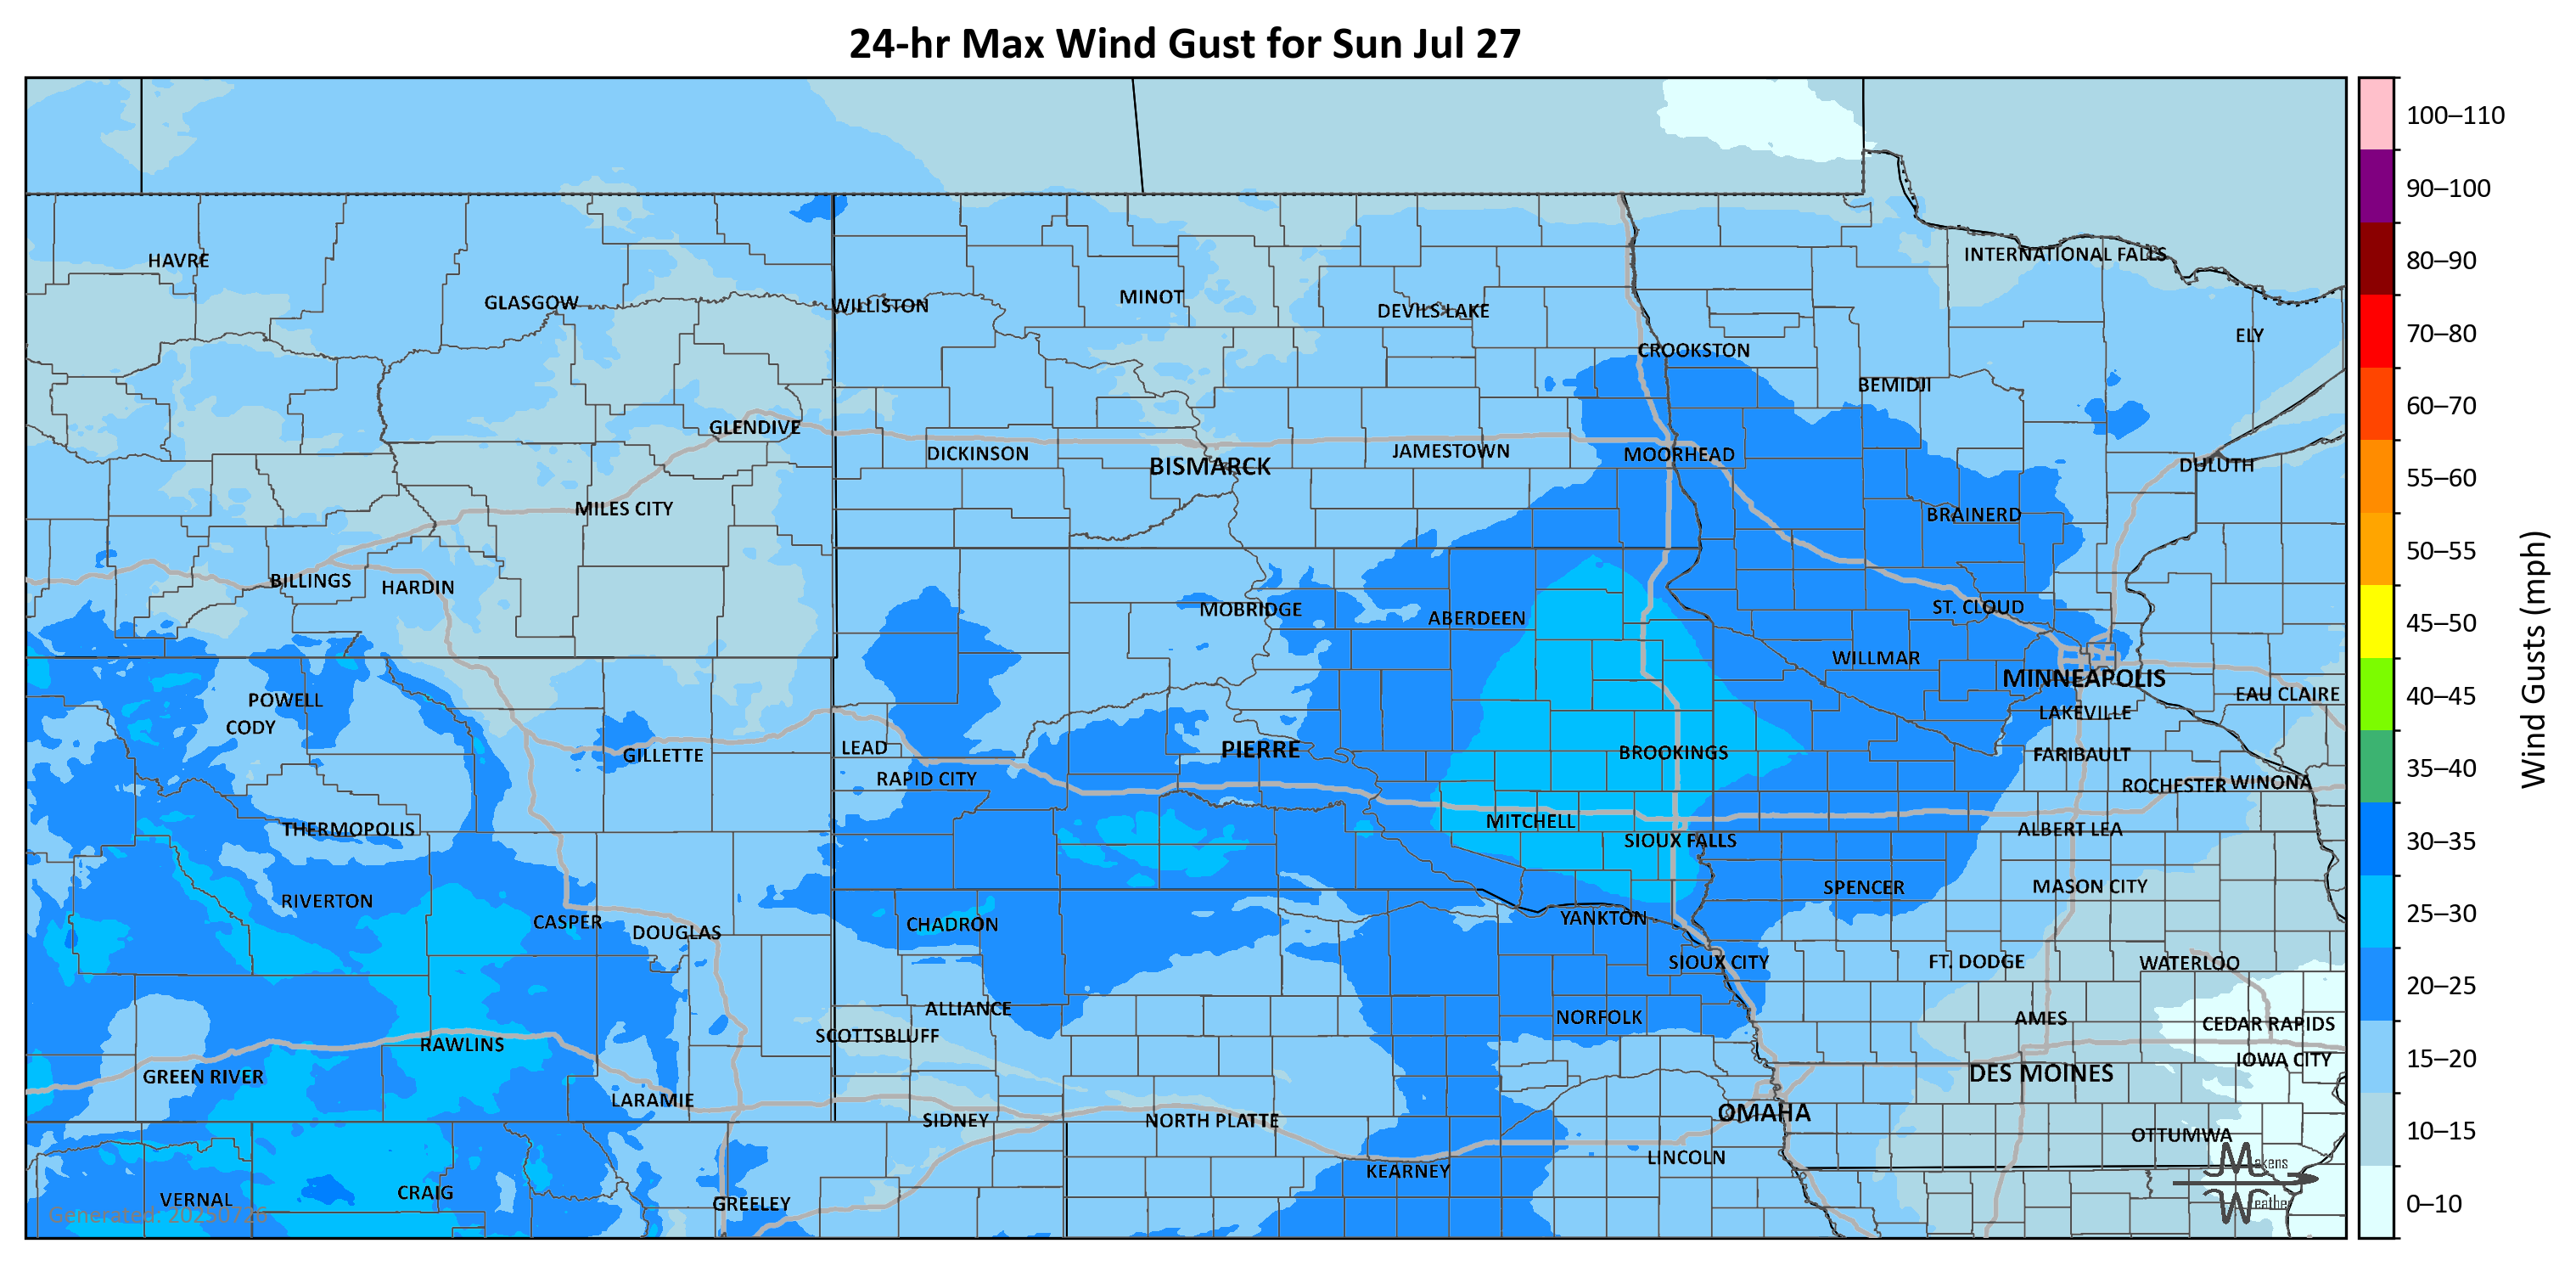 24-hr Max Wind Gust for Sun Jul 27
100–110
90–100
80–90
70–80
60–70
55–60
50–55
45–50
40–45
35–40
30–35
25–30
20–25
15–20
10–15
0–10
Wind Gusts (mph)
HAVRE
INTERNATIONAL FALLS
GLASGOW
WILLISTON
MINOT
DEVILS LAKE
ELY
CROOKSTON
BEMIDJI
GLENDIVE
DICKINSON
BISMARCK
JAMESTOWN
MOORHEAD
DULUTH
MILES CITY
BRAINERD
BILLINGS
HARDIN
MOBRIDGE
ABERDEEN
ST. CLOUD
WILLMAR
MINNEAPOLIS
EAU CLAIRE
POWELL
CODY
LAKEVILLE
GILLETTE
LEAD
PIERRE
BROOKINGS
FARIBAULT
RAPID CITY
ROCHESTER
WINONA
THERMOPOLIS
MITCHELL
SIOUX FALLS
ALBERT LEA
RIVERTON
SPENCER
MASON CITY
CASPER
DOUGLAS
CHADRON
YANKTON
SIOUX CITY
FT. DODGE
WATERLOO
ALLIANCE
NORFOLK
AMES
CEDAR RAPIDS
SCOTTSBLUFF
RAWLINS
IOWA CITY
GREEN RIVER
DES MOINES
LARAMIE
SIDNEY
NORTH PLATTE
OMAHA
OTTUMWA
KEARNEY
LINCOLN
VERNAL
CRAIG
GREELEY
Generated: 20250726
Makens
Weather